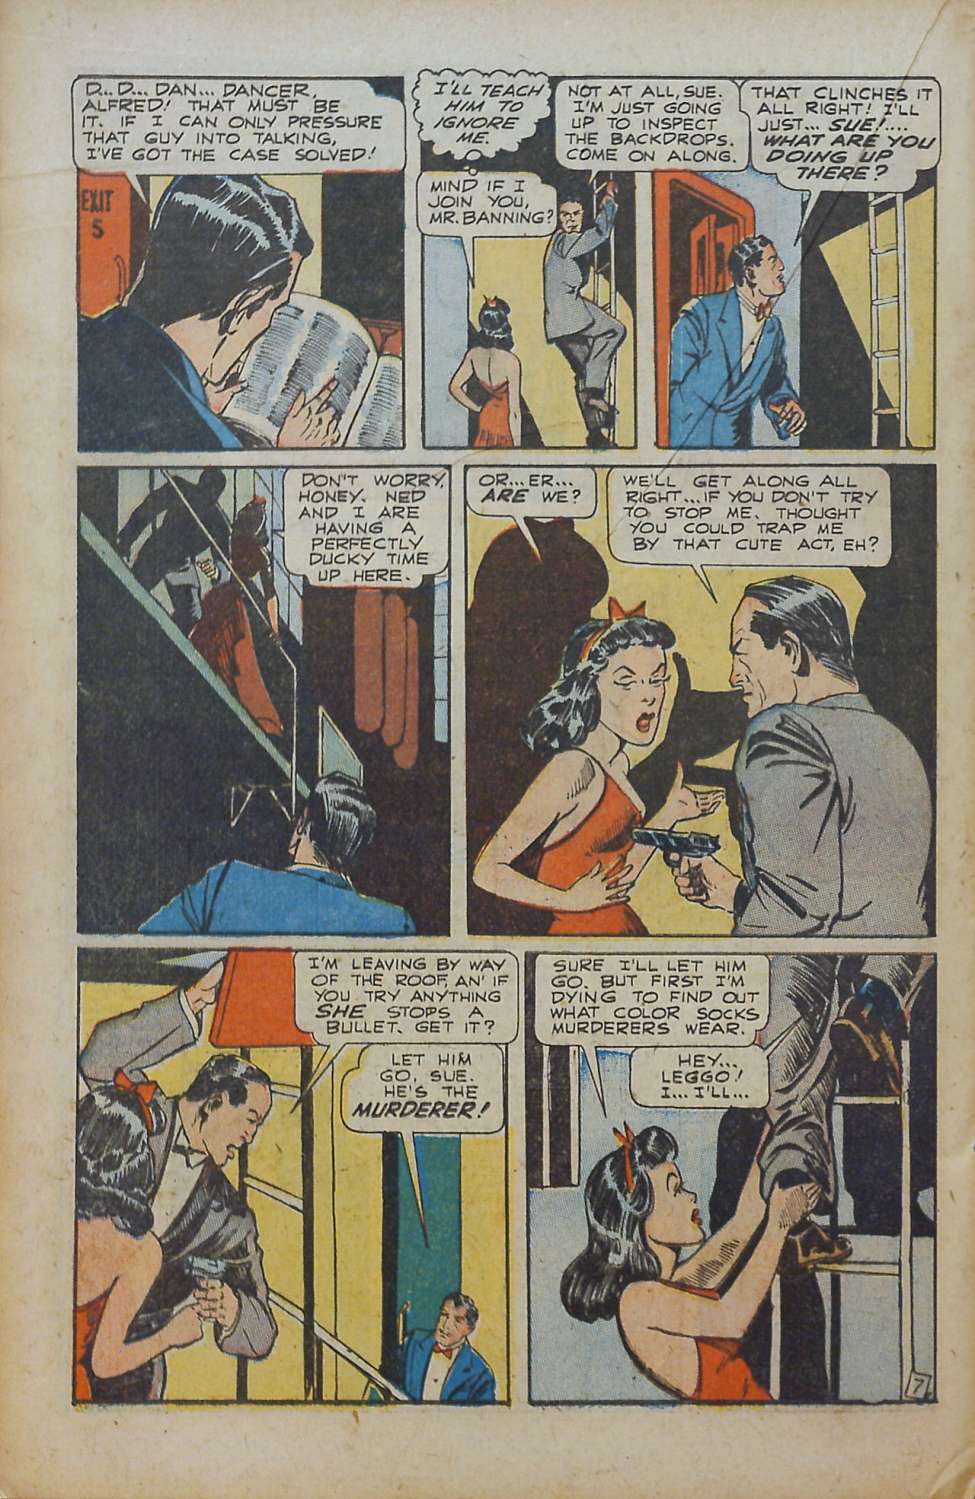 D... D... DAN... DANCER,
ALFRED! THAT MUST BE
IT. IF I CAN ONLY PRESSURE
THAT GUY INTO TALKING,
I'VE GOT THE CASE SOLVED!
EXIT
5
I'LL TEACH
HIM TO
IGNORE
ME.
MIND IF I
JOIN YOU,
MR. BANNING?
NOT AT ALL, SUE.
I'M JUST GOING
UP TO INSPECT
THE BACKDROPS.
COME ON ALONG.
THAT CLINCHES IT
ALL RIGHT! I'LL
JUST... SUE!....
WHAT ARE YOU
DOING UP
THERE?
DON'T WORRY,
HONEY. NED
AND I ARE
HAVING A
PERFECTLY
DUCKY TIME
UP HERE.
OR... ER...
ARE WE?
WE'LL GET ALONG ALL
RIGHT... IF YOU DON'T TRY
TO STOP ME. THOUGHT
YOU COULD TRAP ME
BY THAT CUTE ACT, EH?
I'M LEAVING BY WAY
OF THE ROOF, AN' IF
YOU TRY ANYTHING
SHE STOPS A
BULLET. GET IT?
LET HIM
GO, SUE.
HE'S THE
MURDERER!
SURE I'LL LET HIM
GO. BUT FIRST I'M
DYING TO FIND OUT
WHAT COLOR SOCKS
MURDERERS WEAR.
HEY...
LEGGO!
I... I'LL...
7